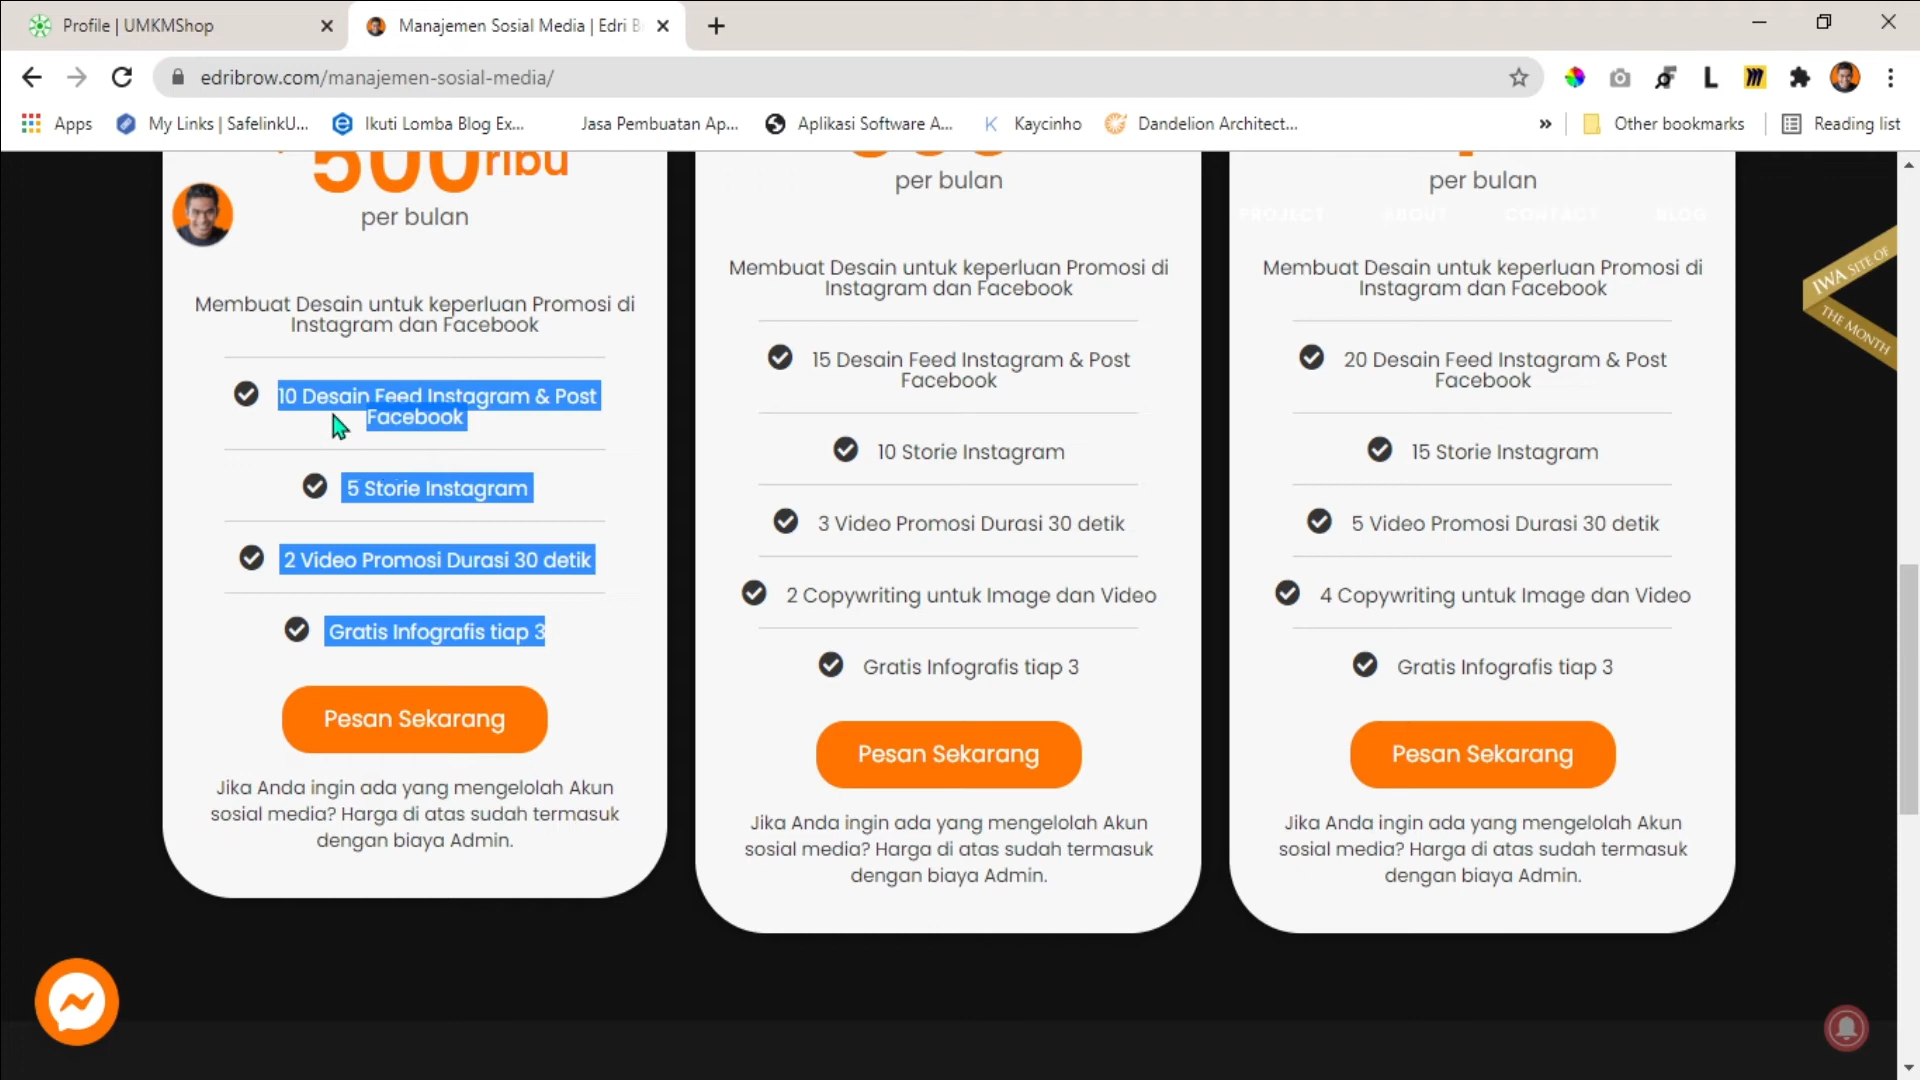 Profile | UMKMShop
Manajemen Sosial Media | Edri B
edribrow.com/manajemen-sosial-media/
Apps
My Links | SafelinkU...
Ikuti Lomba Blog Ex...
Jasa Pembuatan Ap...
Aplikasi Software A...
Kaycinho
Dandelion Architect...
Other bookmarks
Reading list
500 ribu
per bulan
Membuat Desain untuk keperluan Promosi di
Instagram dan Facebook
10 Desain Feed Instagram & Post
Facebook
5 Storie Instagram
2 Video Promosi Durasi 30 detik
Gratis Infografis tiap 3
Pesan Sekarang
Jika Anda ingin ada yang mengelolah Akun
sosial media? Harga di atas sudah termasuk
dengan biaya Admin.
per bulan
Membuat Desain untuk keperluan Promosi di
Instagram dan Facebook
15 Desain Feed Instagram & Post
Facebook
10 Storie Instagram
3 Video Promosi Durasi 30 detik
2 Copywriting untuk Image dan Video
Gratis Infografis tiap 3
Pesan Sekarang
Jika Anda ingin ada yang mengelolah Akun
sosial media? Harga di atas sudah termasuk
dengan biaya Admin.
per bulan
PROJECT ABOUT CONTACT BLOG
Membuat Desain untuk keperluan Promosi di
Instagram dan Facebook
20 Desain Feed Instagram & Post
Facebook
15 Storie Instagram
5 Video Promosi Durasi 30 detik
4 Copywriting untuk Image dan Video
Gratis Infografis tiap 3
Pesan Sekarang
Jika Anda ingin ada yang mengelolah Akun
sosial media? Harga di atas sudah termasuk
dengan biaya Admin.
IWA SITE OF
THE MONTH